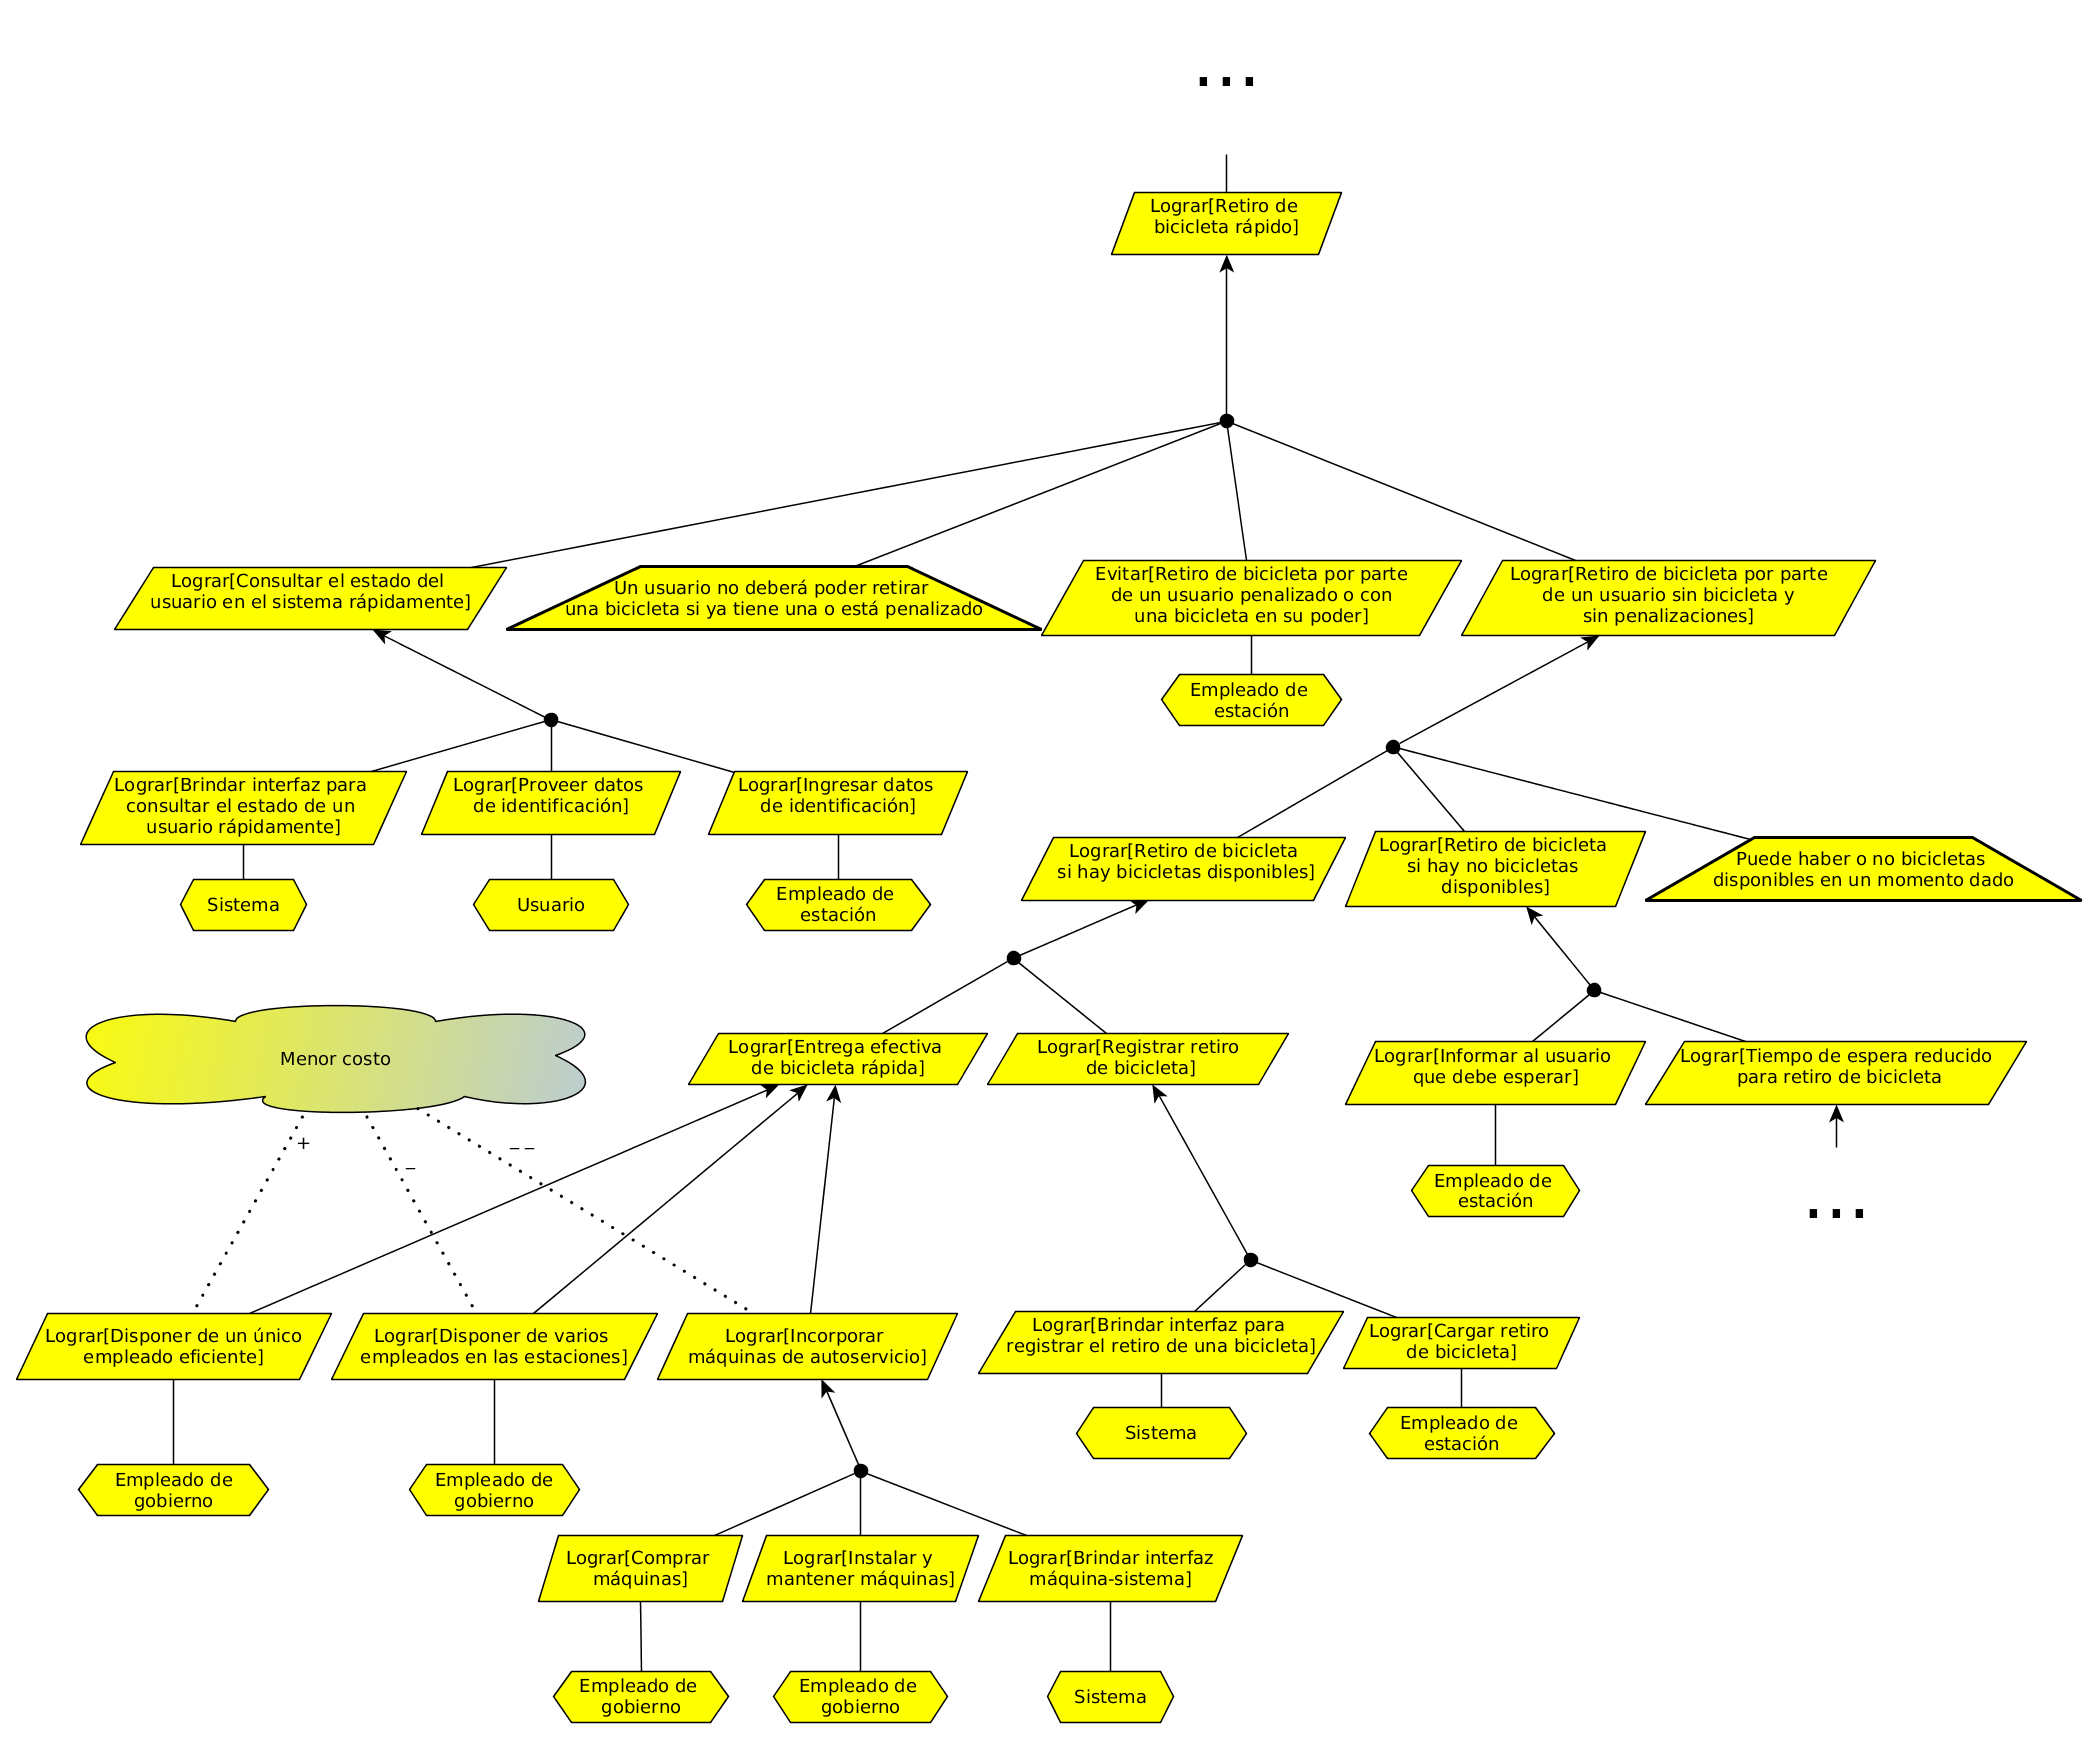 ...
Lograr[Retiro de
bicicleta rápido]
Lograr[Consultar el estado del
usuario en el sistema rápidamente]
Un usuario no deberá poder retirar
una bicicleta si ya tiene una o está penalizado
Evitar[Retiro de bicicleta por parte
de un usuario penalizado o con
una bicicleta en su poder]
Lograr[Retiro de bicicleta por parte
de un usuario sin bicicleta y
sin penalizaciones]
Empleado de
estación
Lograr[Brindar interfaz para
consultar el estado de un
usuario rápidamente]
Lograr[Proveer datos
de identificación]
Lograr[Ingresar datos
de identificación]
Sistema
Usuario
Empleado de
estación
Lograr[Retiro de bicicleta
si hay bicicletas disponibles]
Lograr[Retiro de bicicleta
si hay no bicicletas
disponibles]
Puede haber o no bicicletas
disponibles en un momento dado
Menor costo
Lograr[Entrega efectiva
de bicicleta rápida]
Lograr[Registrar retiro
de bicicleta]
Lograr[Informar al usuario
que debe esperar]
Lograr[Tiempo de espera reducido
para retiro de bicicleta
+
−
−−
Empleado de
estación
...
Lograr[Disponer de un único
empleado eficiente]
Lograr[Disponer de varios
empleados en las estaciones]
Lograr[Incorporar
máquinas de autoservicio]
Lograr[Brindar interfaz para
registrar el retiro de una bicicleta]
Lograr[Cargar retiro
de bicicleta]
Sistema
Empleado de
estación
Empleado de
gobierno
Empleado de
gobierno
Lograr[Comprar
máquinas]
Lograr[Instalar y
mantener máquinas]
Lograr[Brindar interfaz
máquina-sistema]
Empleado de
gobierno
Empleado de
gobierno
Sistema